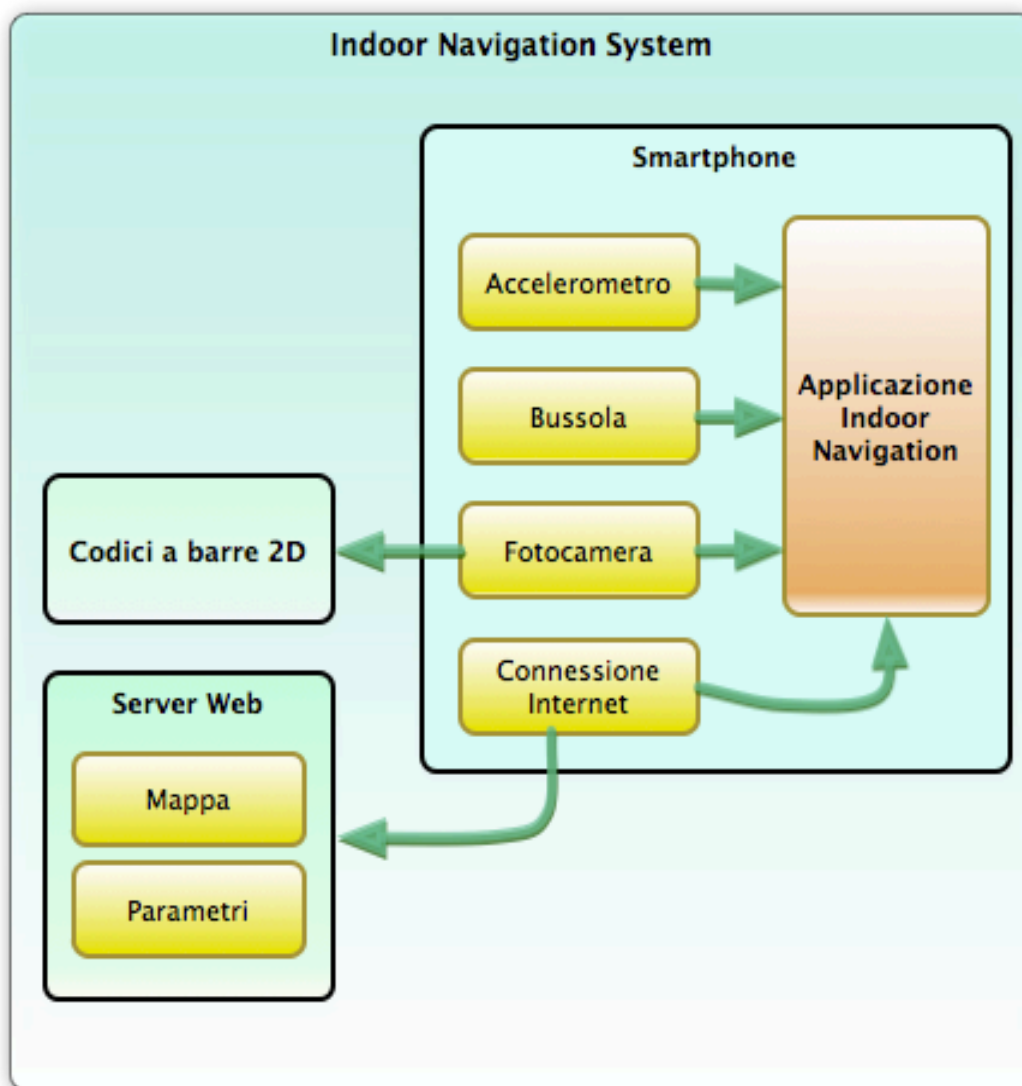 Indoor Navigation System
Smartphone
Accelerometro
Bussola
Fotocamera
Connessione
Internet
Applicazione
Indoor
Navigation
Codici a barre 2D
Server Web
Mappa
Parametri